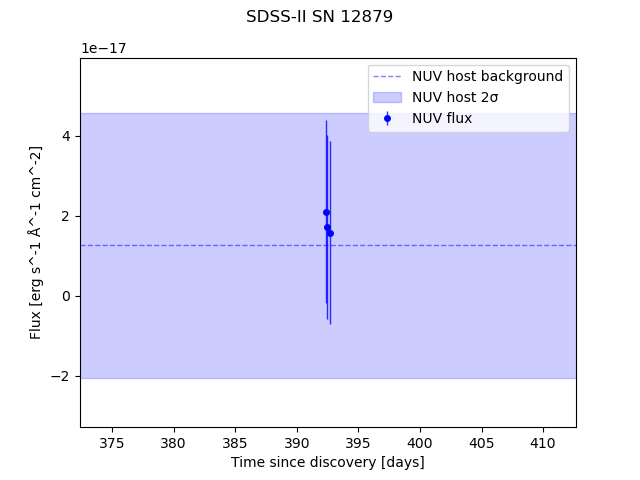 SDSS-II SN 12879
1e−17
NUV host background
NUV host 2σ
NUV flux
4
2
0
−2
Flux [erg s^-1 Å^-1 cm^-2]
375 380 385 390 395 400 405 410
Time since discovery [days]